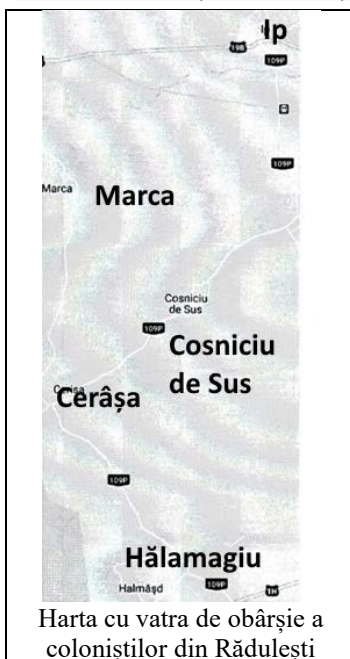 Ip
19B
109P
109P
Marca
Marca
Cosniciu
de Sus
109P
Cosniciu
de Sus
Cerâșa
109P
Hălamagiu
Halmășd
109P
1H
Harta cu vatra de obârșie a
coloniștilor din Rădulești